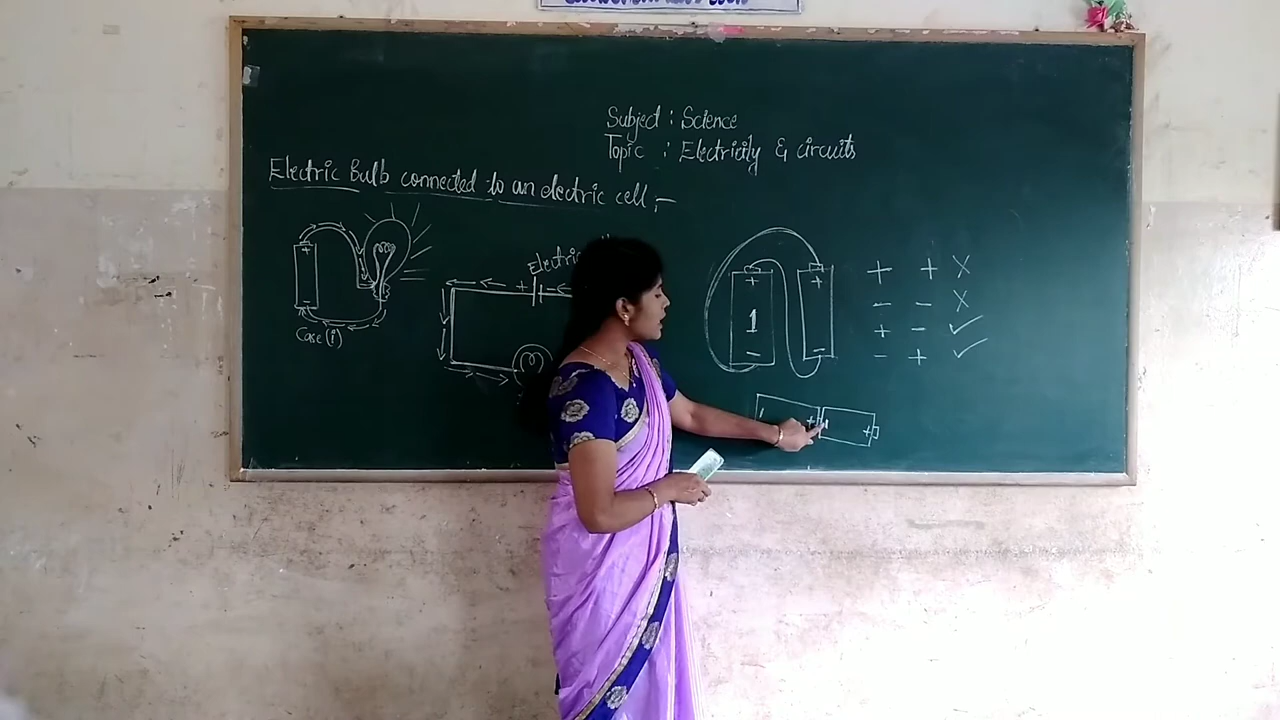 Subject : Science
Topic : Electricity & circuits
Electric Bulb connected to an electric cell :-
+
-
Case (i)
+ -
+ +
1
- -
+ + X
- - X
+ - ✓
- + ✓
- + - +